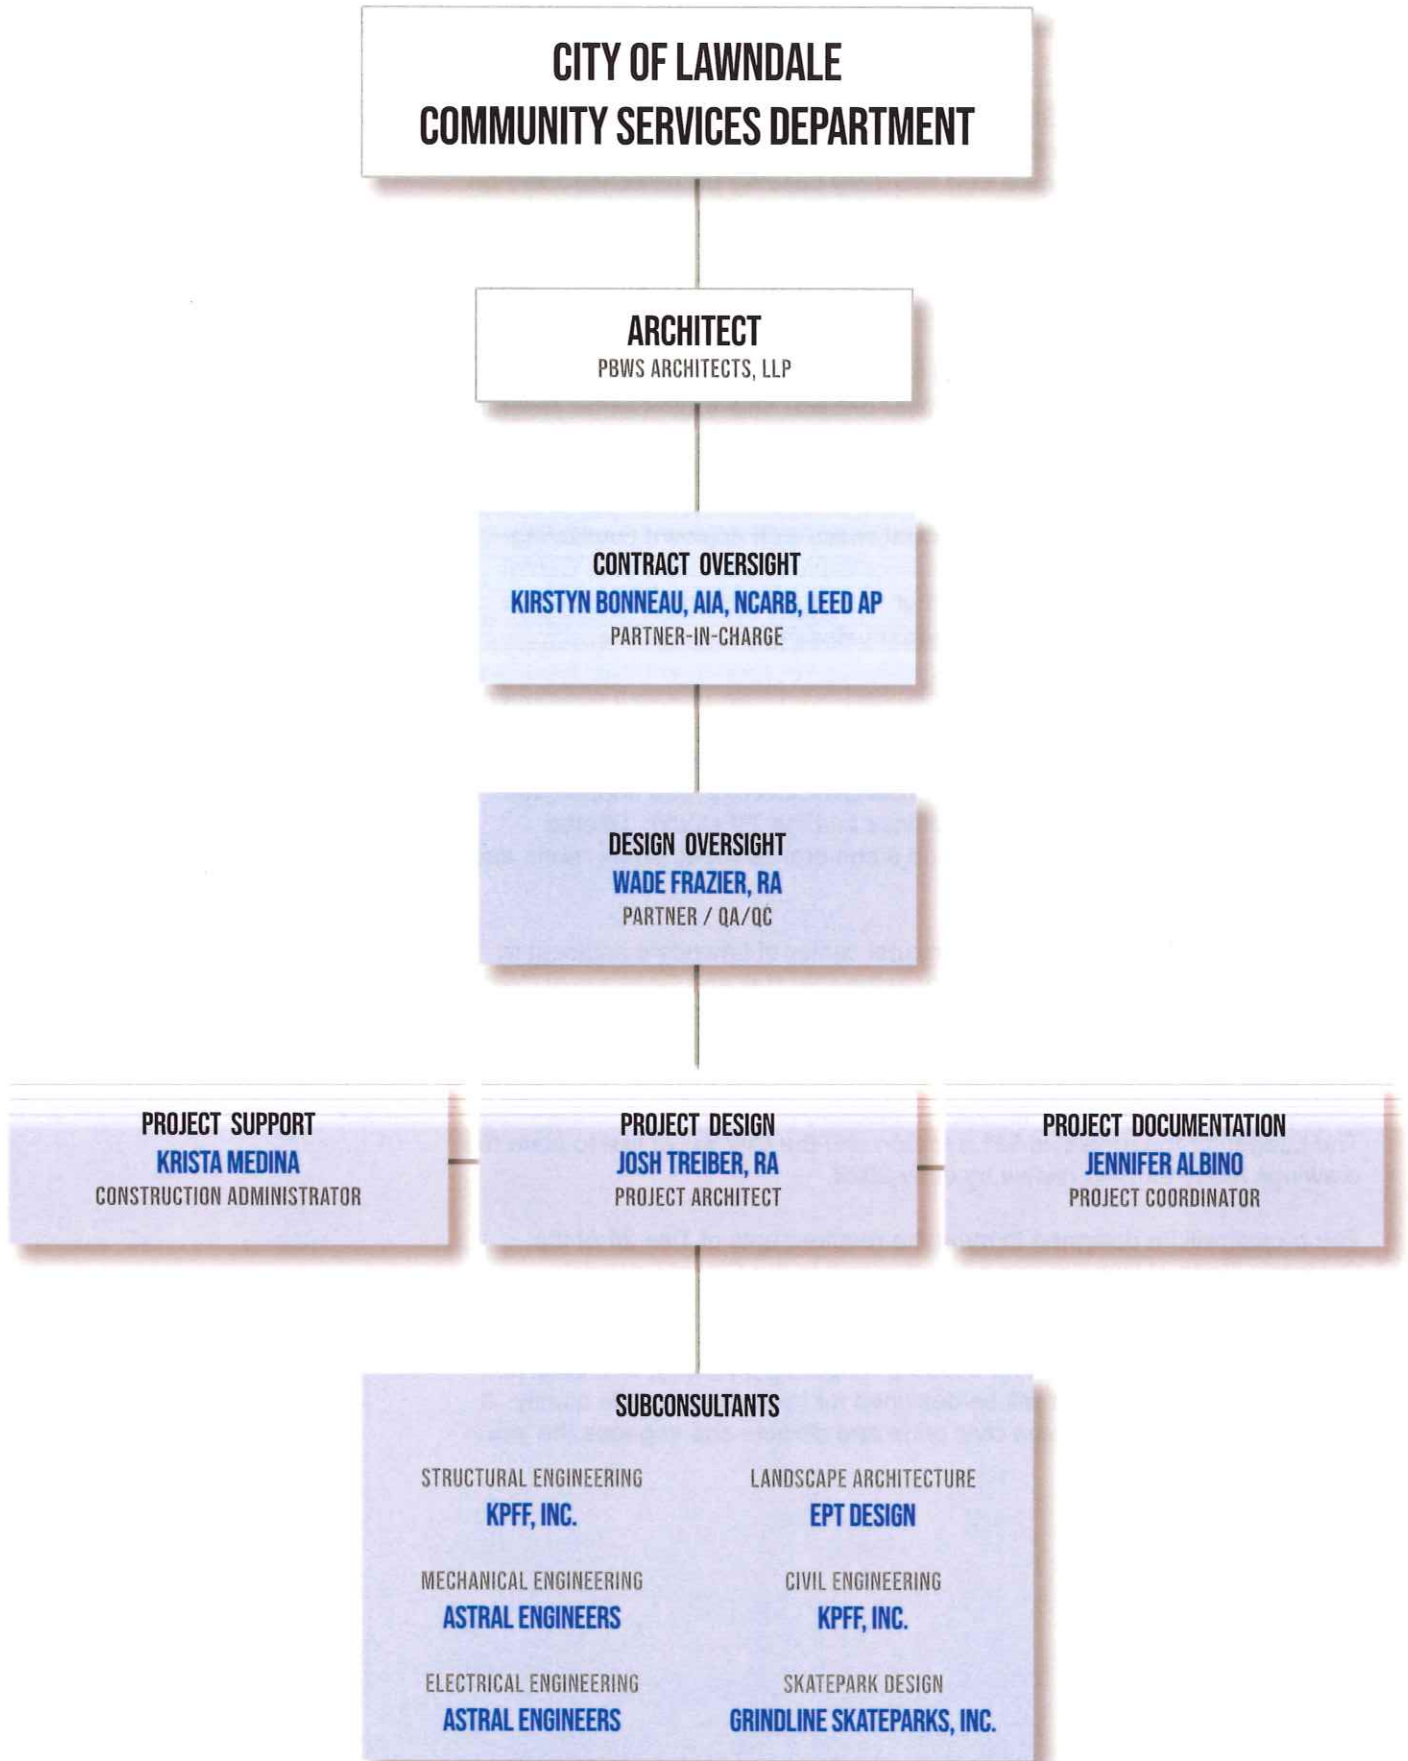 CITY OF LAWNDALE
COMMUNITY SERVICES DEPARTMENT
ARCHITECT
PBWS ARCHITECTS, LLP
CONTRACT OVERSIGHT
KIRSTYN BONNEAU, AIA, NCARB, LEED AP
PARTNER-IN-CHARGE
DESIGN OVERSIGHT
WADE FRAZIER, RA
PARTNER / QA/QC
PROJECT SUPPORT
KRISTA MEDINA
CONSTRUCTION ADMINISTRATOR
PROJECT DESIGN
JOSH TREIBER, RA
PROJECT ARCHITECT
PROJECT DOCUMENTATION
JENNIFER ALBINO
PROJECT COORDINATOR
SUBCONSULTANTS
STRUCTURAL ENGINEERING
KPFF, INC.
LANDSCAPE ARCHITECTURE
EPT DESIGN
MECHANICAL ENGINEERING
ASTRAL ENGINEERS
CIVIL ENGINEERING
KPFF, INC.
ELECTRICAL ENGINEERING
ASTRAL ENGINEERS
SKATEPARK DESIGN
GRINDLINE SKATEPARKS, INC.